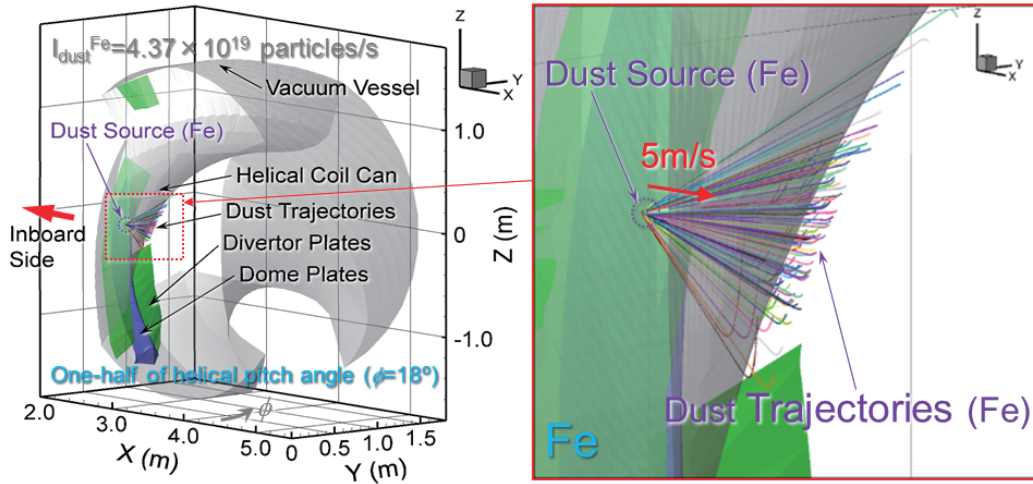 I_dust^Fe=4.37×10^19 particles/s
Vacuum Vessel
Dust Source (Fe)
Helical Coil Can
Dust Trajectories
Divertor Plates
Dome Plates
Inboard
Side
One-half of helical pitch angle (ϕ=18º)
ϕ
2.0
3.0
4.0
5.0
X (m)
0
0.5
1.0
1.5
Y (m)
1.0
0
-1.0
Z (m)
Z
Y
X
Dust Source (Fe)
5m/s
Dust Trajectories (Fe)
Fe
Z
Y
X